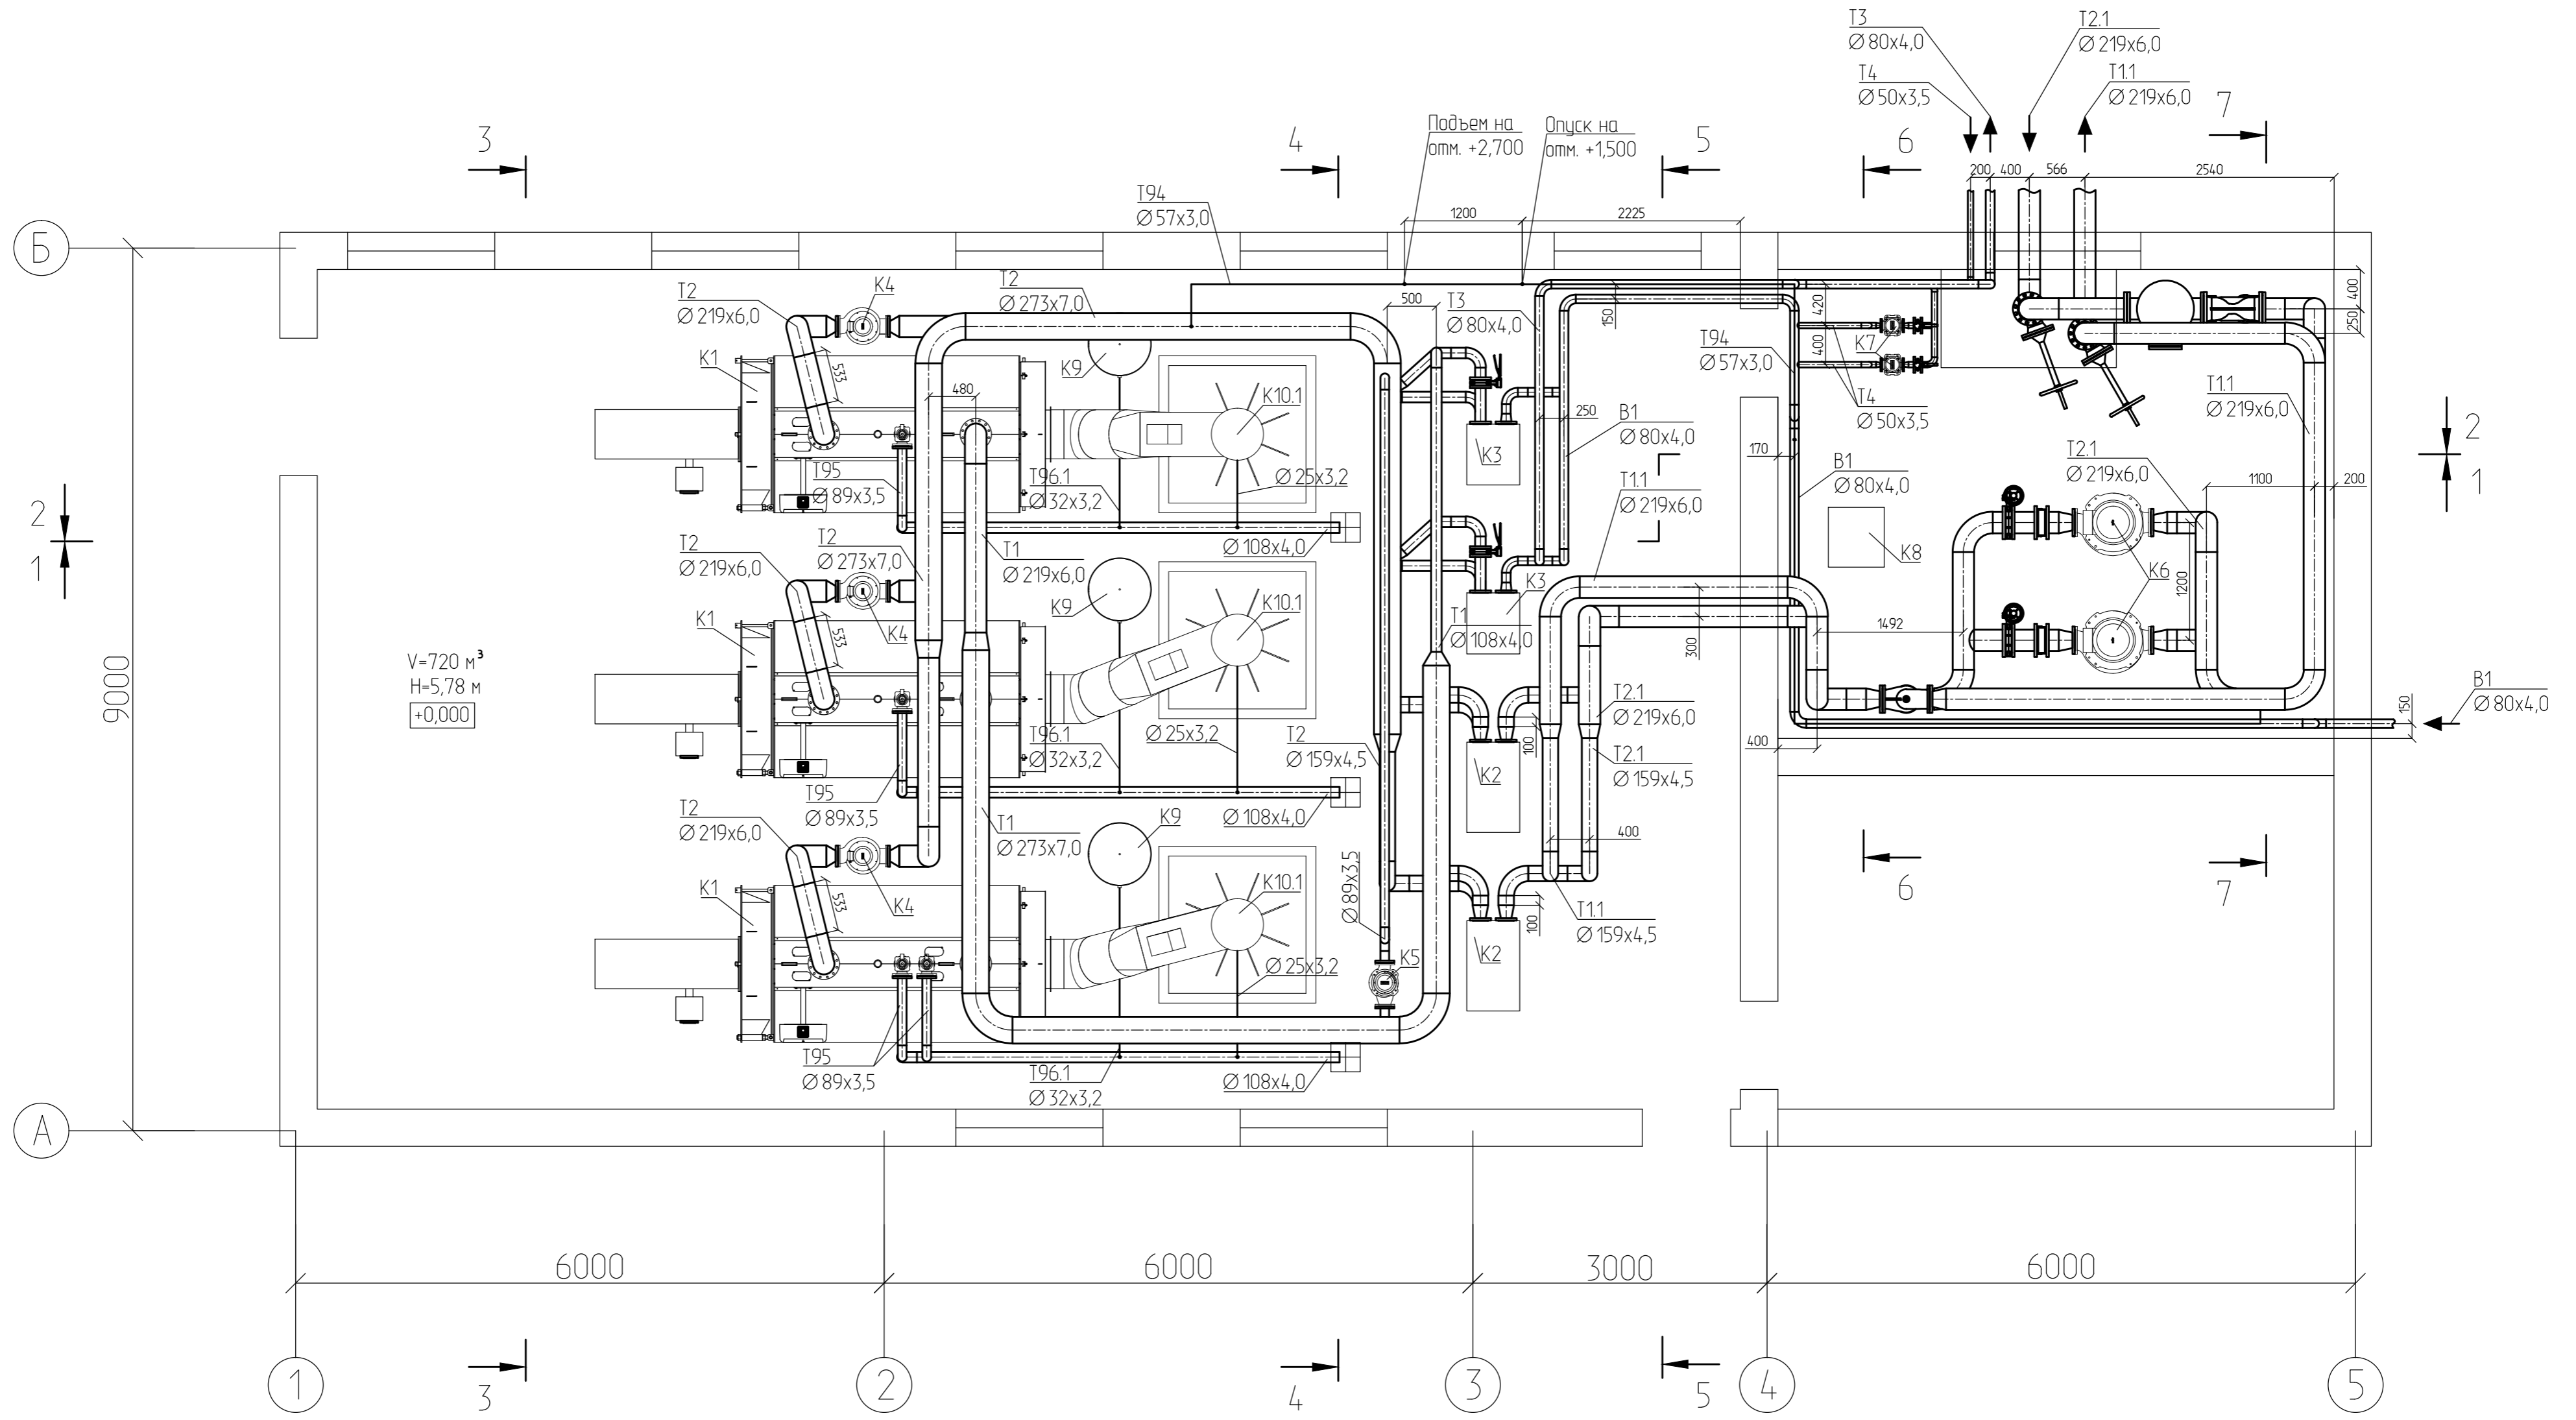 Т3
Ø 80х4,0
Т2.1
Ø 219х6,0
Т4
Ø 50х3,5
Т1.1
Ø 219х6,0
7
3
4
Подъем на
отм. +2,700
Опуск на
отм. +1,500
5
6
200
400
566
2540
Т94
Ø 57х3,0
1200
2225
Б
Т2
Ø 219х6,0
К4
Т2
Ø 273х7,0
500
Т3
Ø 80х4,0
150
420
400
250
К1
533
К9
Т94
Ø 57х3,0
400
К7
480
К10.1
Т4
Ø 50х3,5
Т1.1
Ø 219х6,0
250
В1
Ø 80х4,0
2
1
К3
170
В1
Ø 80х4,0
Т2.1
Ø 219х6,0
1100
200
Т95
Ø 89х3,5
Т96.1
Ø 32х3,2
Ø 25х3,2
Т1.1
Ø 219х6,0
2
1
Т2
Ø 219х6,0
Т2
Ø 273х7,0
Т1
Ø 219х6,0
Ø 108х4,0
К8
К6
1200
К3
К4
К9
К10.1
К1
533
Т1
Ø 108х4,0
300
1492
V=720 м³
Н=5,78 м
+0,000
9000
Т96.1
Ø 32х3,2
Ø 25х3,2
Т2
Ø 159х4,5
Т2.1
Ø 219х6,0
100
К2
Т2.1
Ø 159х4,5
400
В1
Ø 80х4,0
150
Т95
Ø 89х3,5
Ø 108х4,0
Т2
Ø 219х6,0
Т1
Ø 273х7,0
К9
400
К1
533
К4
К10.1
Ø 89х3,5
6
7
100
Т1.1
Ø 159х4,5
Ø 25х3,2
К5
К2
Т95
Ø 89х3,5
Т96.1
Ø 32х3,2
Ø 108х4,0
А
6000
6000
3000
6000
1
3
2
4
3
5
4
5